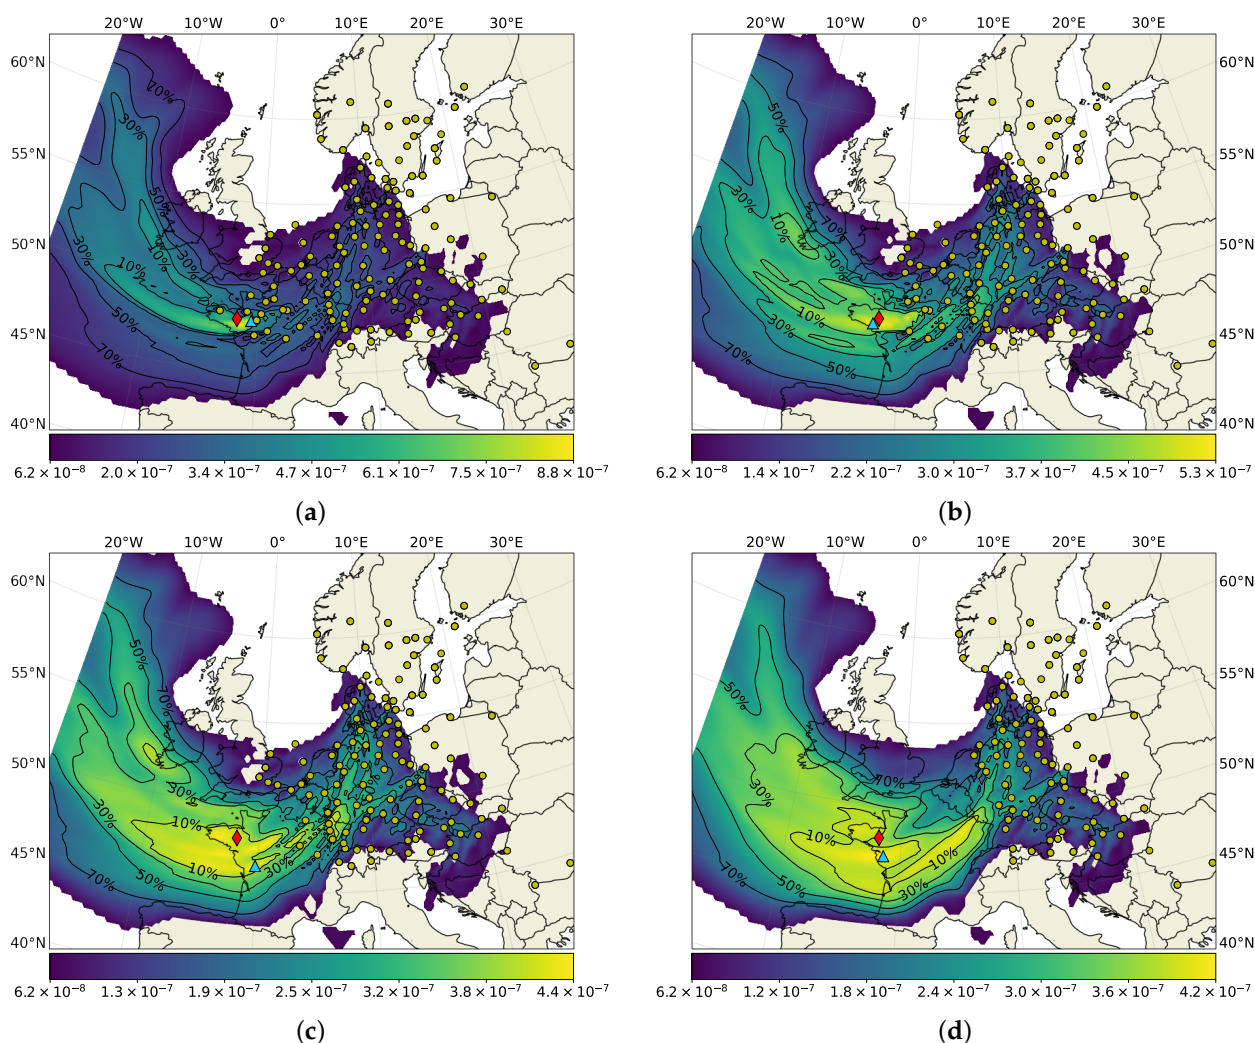 20°W 10°W 0° 10°E 20°E 30°E
20°W 10°W 0° 10°E 20°E 30°E
60°N 60°N
55°N 55°N
50°N 50°N
45°N 45°N
40°N 40°N
70% 30% 50% 10% 30% 30% 10% 50% 70%
50% 30% 10% 70% 30% 10% 30% 50% 70%
6.2 × 10⁻⁸ 2.0 × 10⁻⁷ 3.4 × 10⁻⁷ 4.7 × 10⁻⁷ 6.1 × 10⁻⁷ 7.5 × 10⁻⁷ 8.8 × 10⁻⁷
6.2 × 10⁻⁸ 1.4 × 10⁻⁷ 2.2 × 10⁻⁷ 3.0 × 10⁻⁷ 3.7 × 10⁻⁷ 4.5 × 10⁻⁷ 5.3 × 10⁻⁷
(a) (b)
20°W 10°W 0° 10°E 20°E 30°E
20°W 10°W 0° 10°E 20°E 30°E
60°N 60°N
55°N 55°N
50°N 50°N
45°N 45°N
40°N 40°N
50% 70% 30% 30% 10% 10% 30% 50% 70%
50% 70% 30% 10% 10% 30% 50% 70%
6.2 × 10⁻⁸ 1.3 × 10⁻⁷ 1.9 × 10⁻⁷ 2.5 × 10⁻⁷ 3.2 × 10⁻⁷ 3.8 × 10⁻⁷ 4.4 × 10⁻⁷
6.2 × 10⁻⁸ 1.2 × 10⁻⁷ 1.8 × 10⁻⁷ 2.4 × 10⁻⁷ 3.0 × 10⁻⁷ 3.6 × 10⁻⁷ 4.2 × 10⁻⁷
(c) (d)